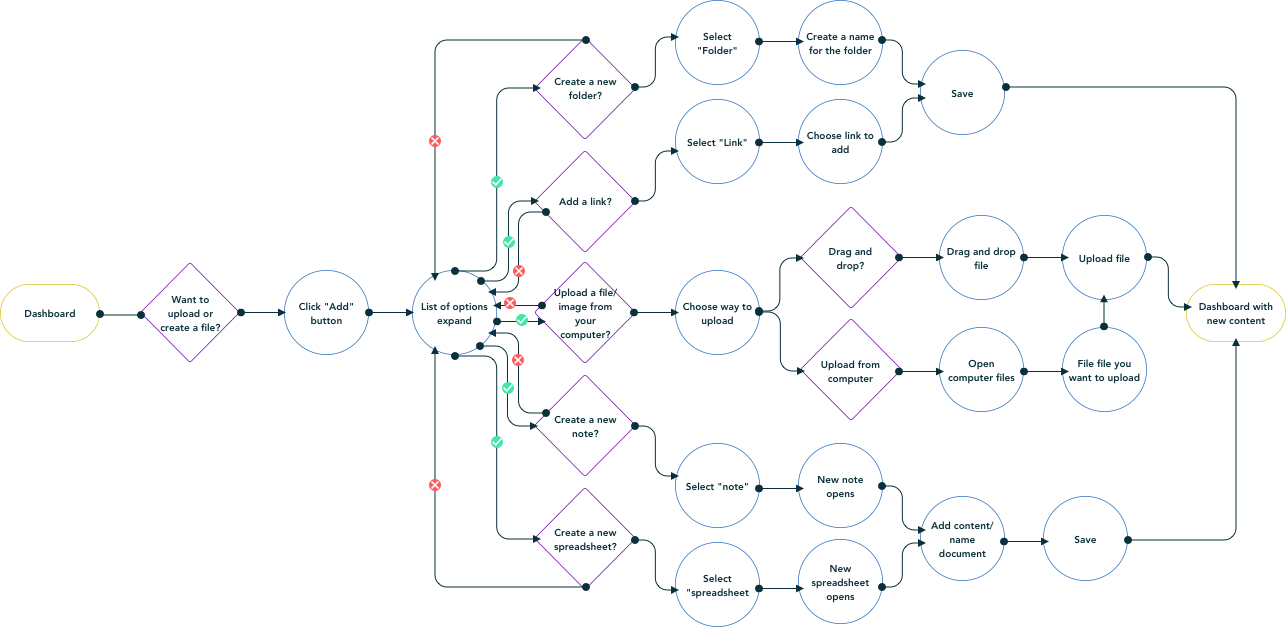 Dashboard
Want to
upload or
create a file?
Click "Add"
button
List of options
expand
Create a new
folder?
Select
"Folder"
Create a name
for the folder
Save
Add a link?
Select "Link"
Choose link to
add
Upload a file/
image from
your
computer?
Choose way to
upload
Drag and
drop?
Drag and drop
file
Upload file
Upload from
computer
Open
computer files
File file you
want to upload
Dashboard with
new content
Create a new
note?
Select "note"
New note
opens
Create a new
spreadsheet?
Select
"spreadsheet
New
spreadsheet
opens
Add content/
name
document
Save